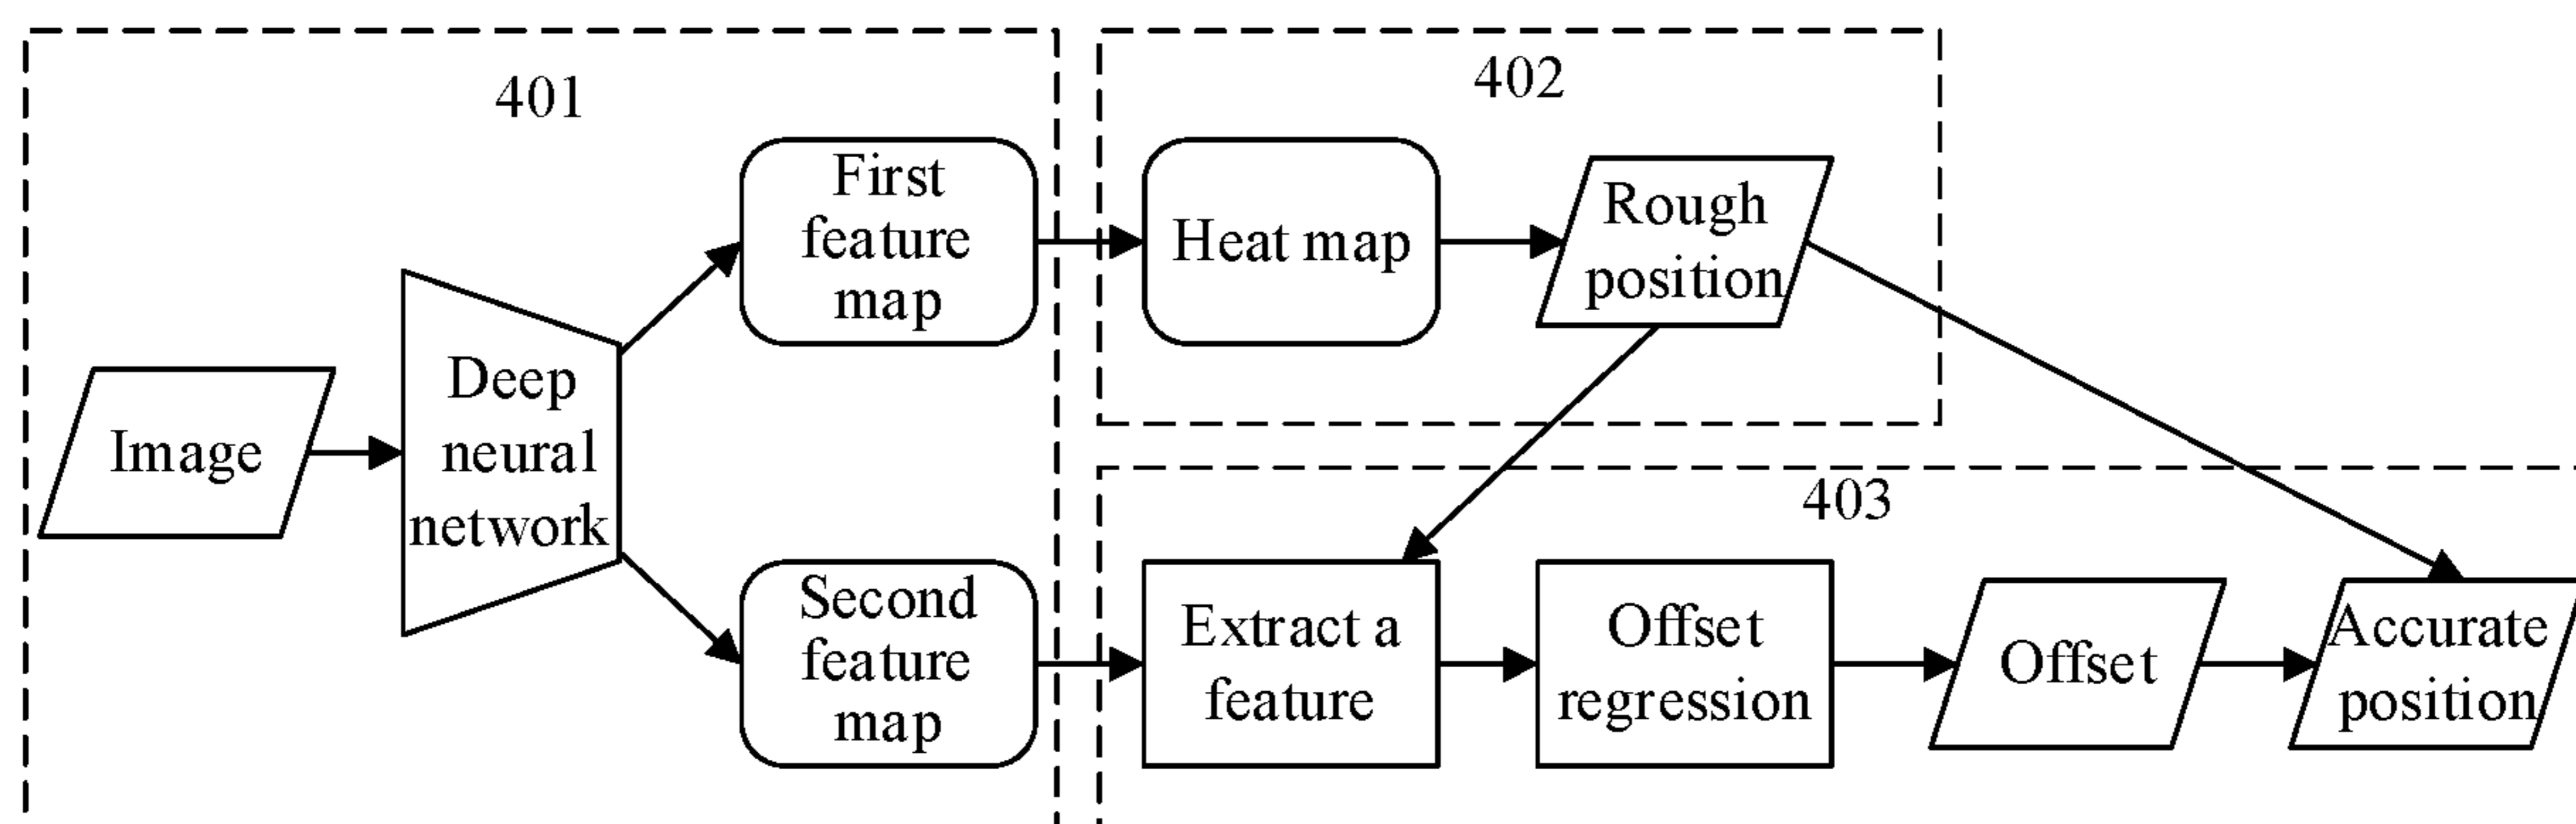 401
402
First
feature
map
Heat map
Rough
position
Image
Deep
neural
network
403
Second
feature
map
Extract a
feature
Offset
regression
Offset
Accurate
position